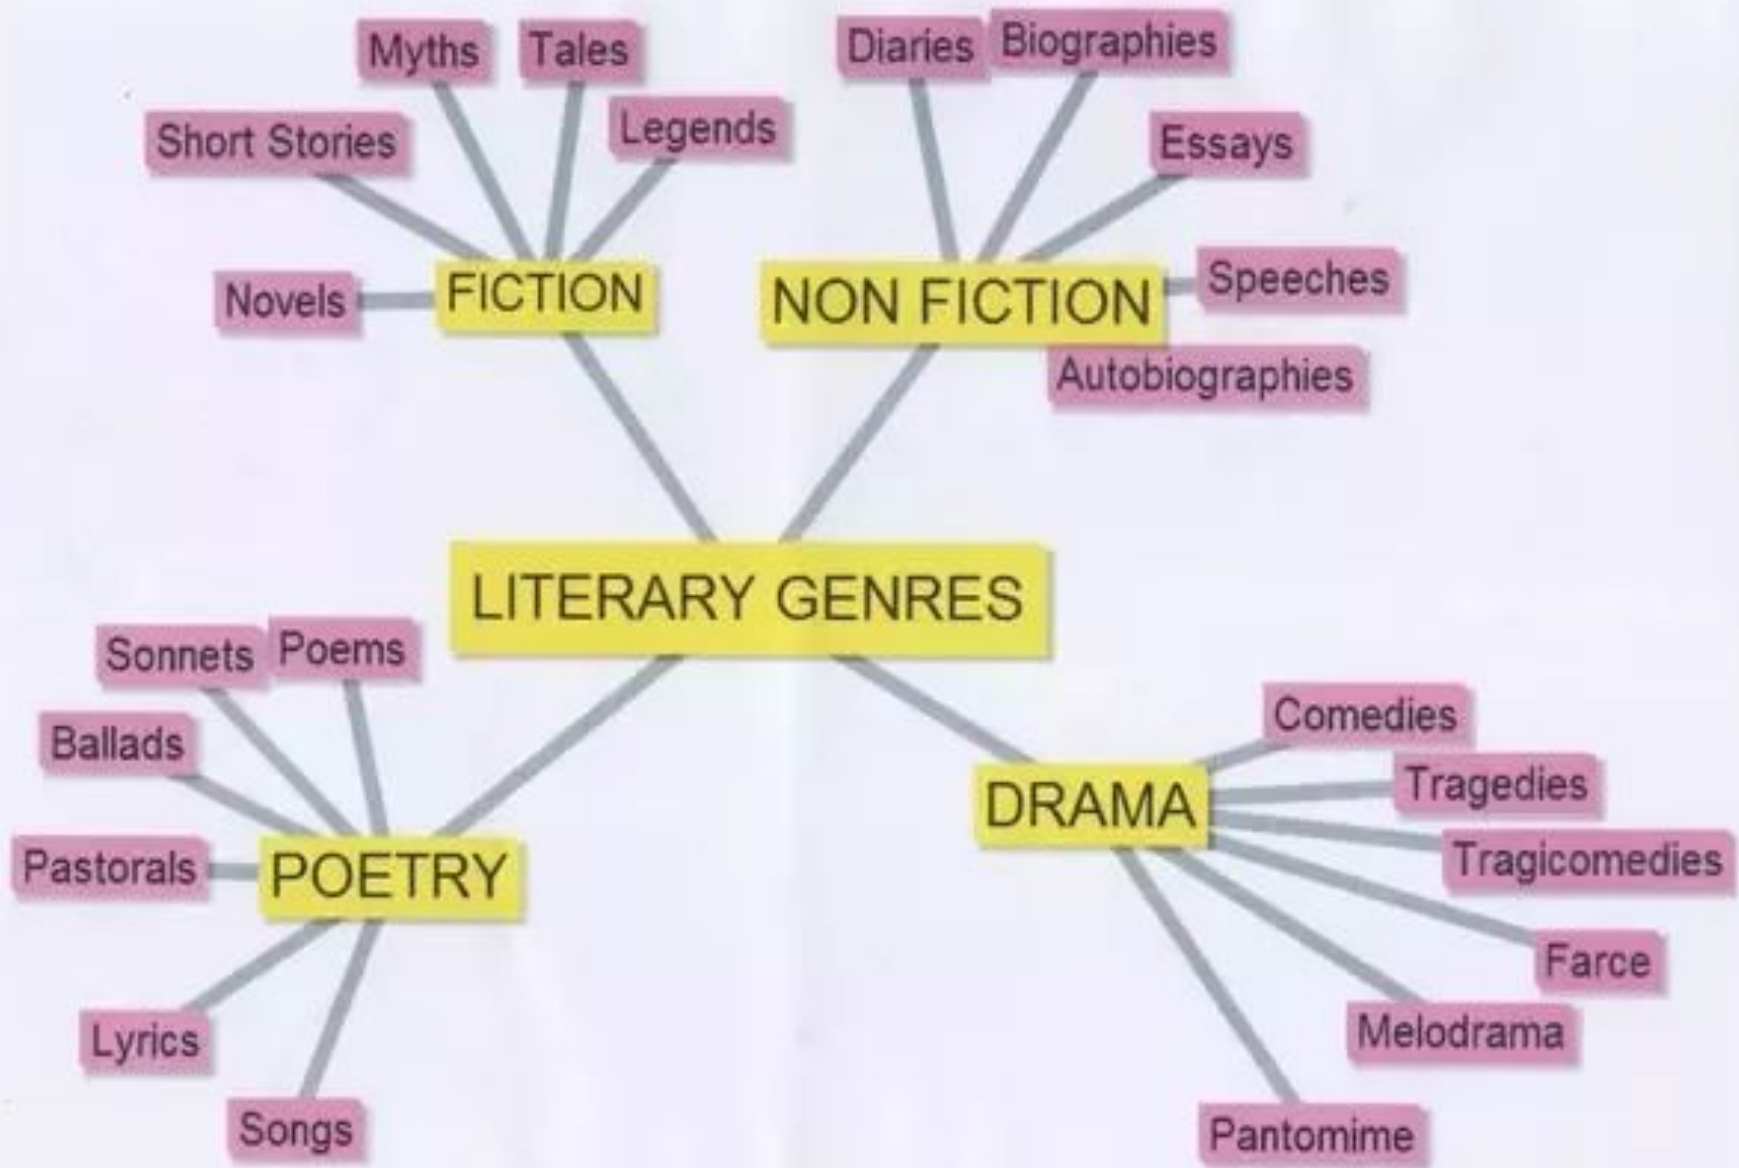 Myths
Tales
Diaries
Biographies
Short Stories
Legends
Essays
Novels
FICTION
NON FICTION
Speeches
Autobiographies
LITERARY GENRES
Sonnets
Poems
Ballads
Pastorals
POETRY
Lyrics
Songs
Comedies
DRAMA
Tragedies
Tragicomedies
Farce
Melodrama
Pantomime